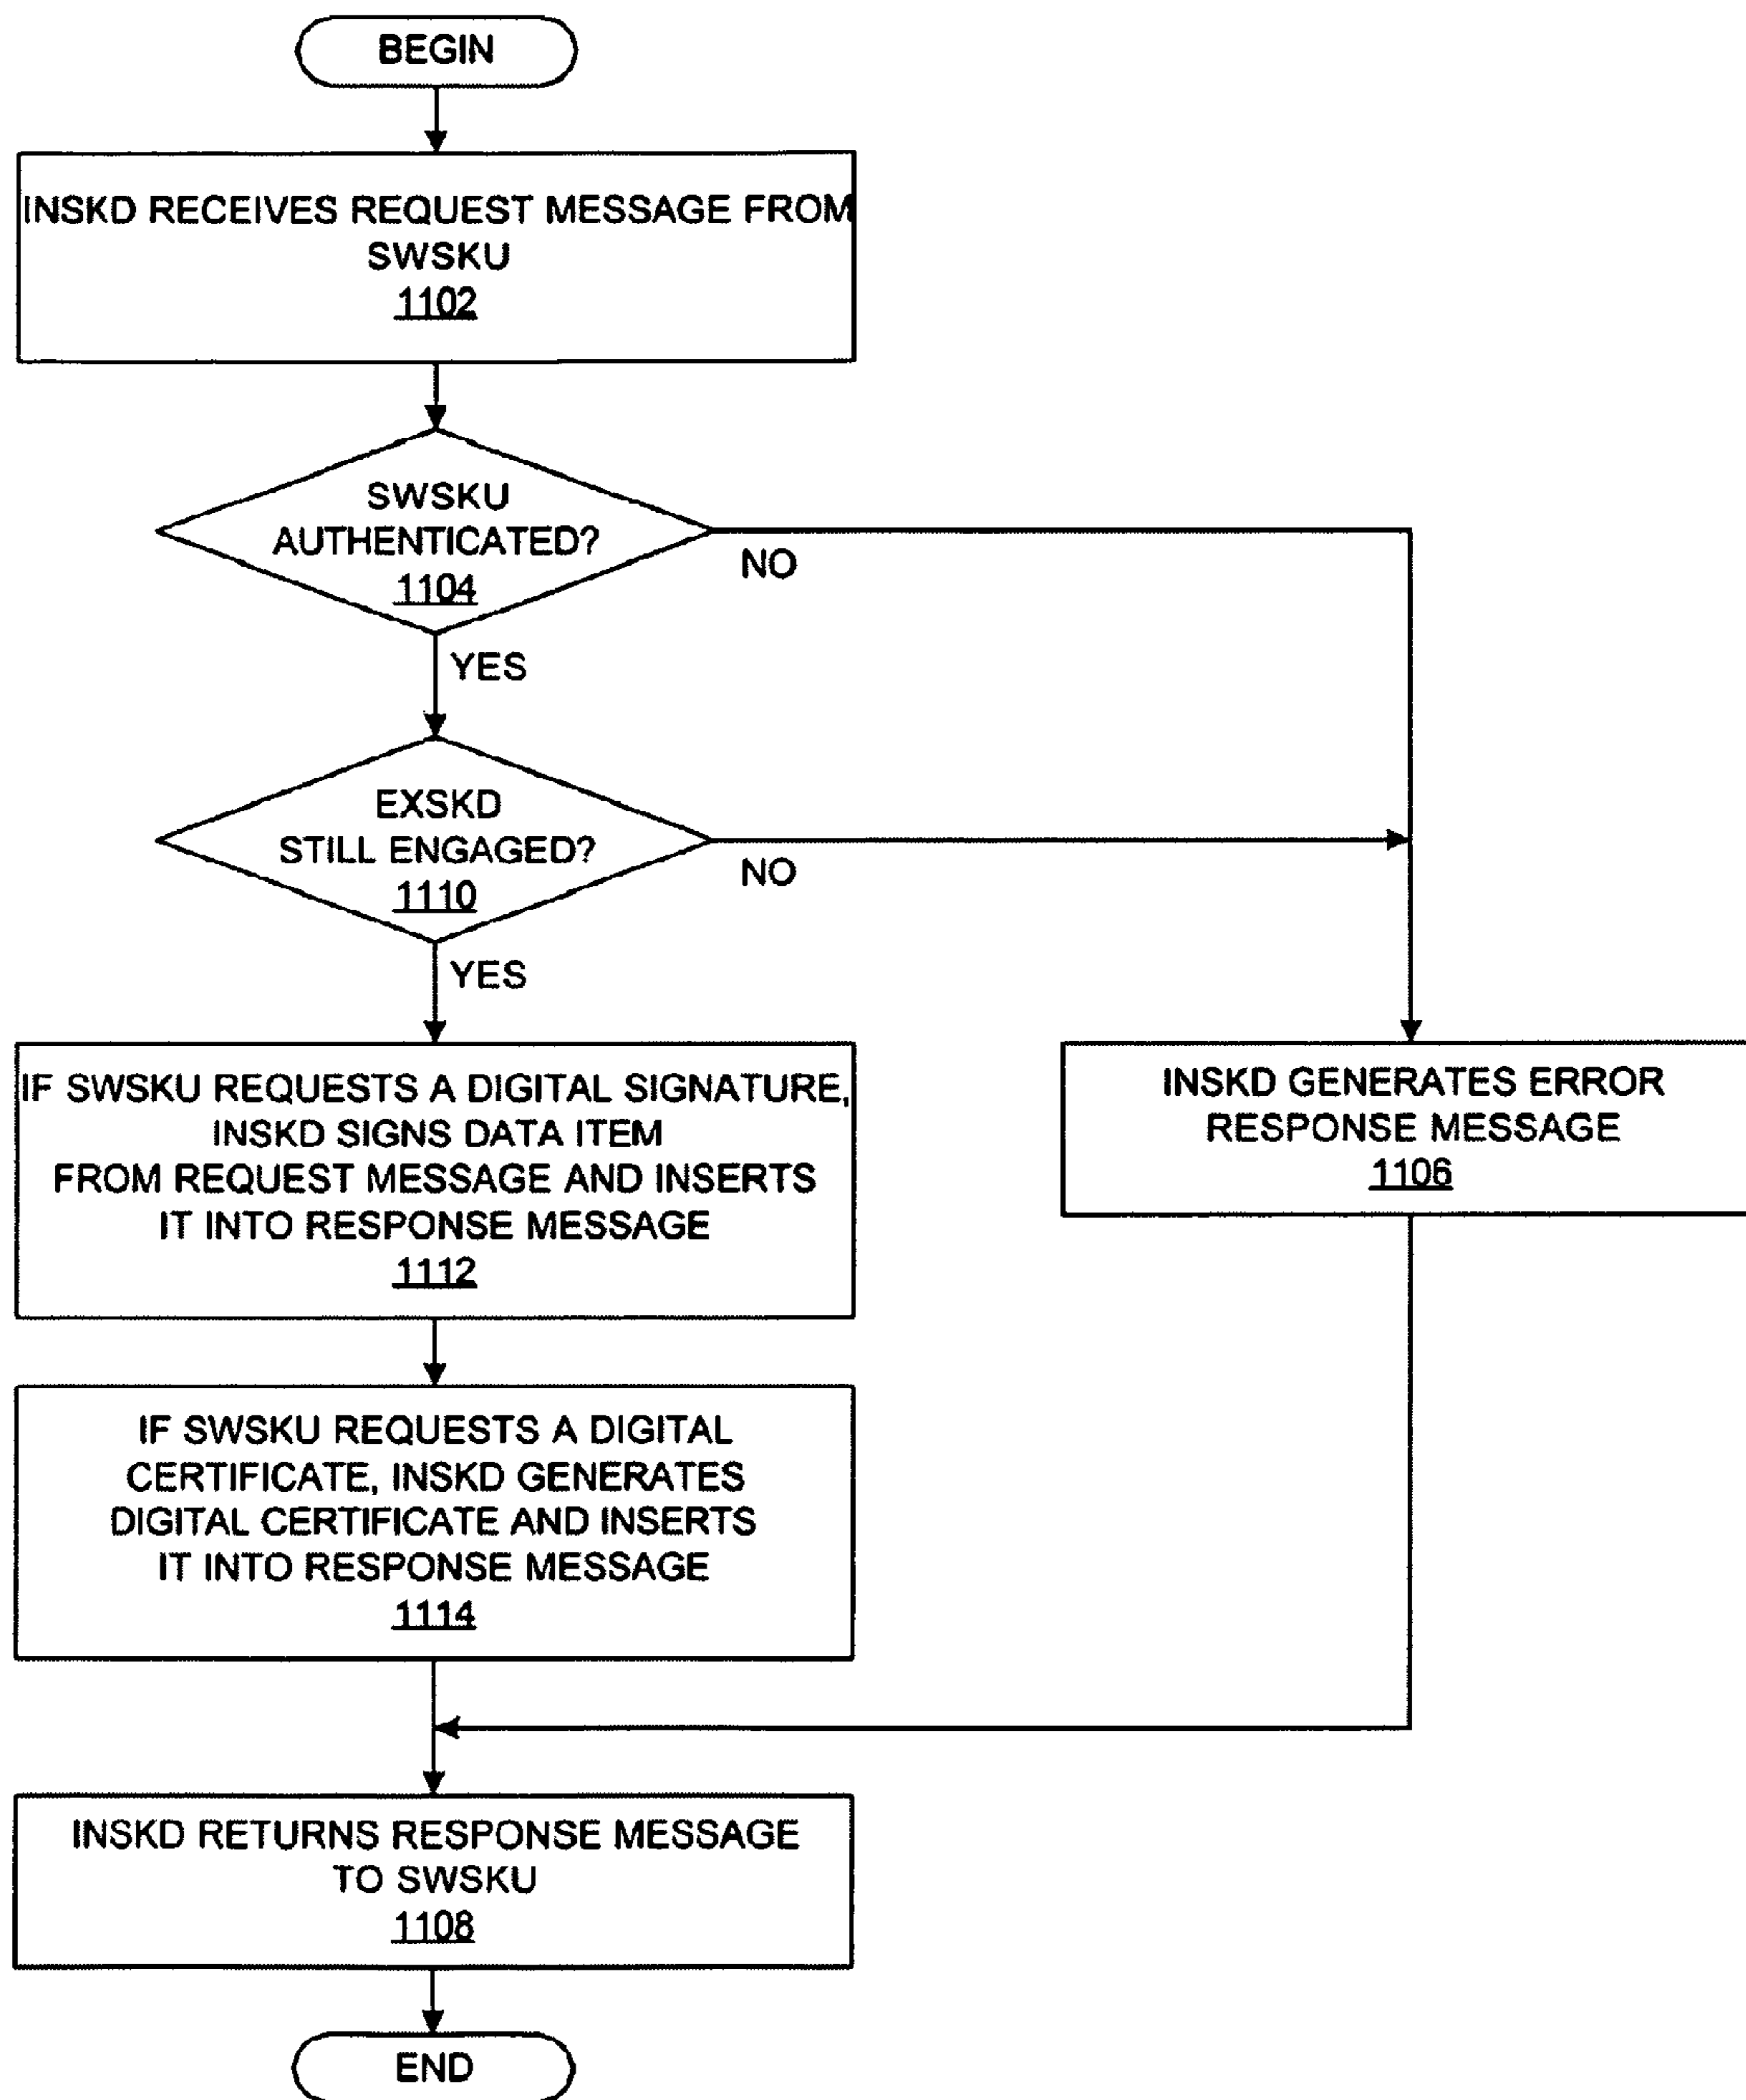 BEGIN
INSKD RECEIVES REQUEST MESSAGE FROM
SWSKU
1102
SWSKU
AUTHENTICATED?
1104
NO
YES
EXSKD
STILL ENGAGED?
1110
NO
YES
IF SWSKU REQUESTS A DIGITAL SIGNATURE,
INSKD SIGNS DATA ITEM
FROM REQUEST MESSAGE AND INSERTS
IT INTO RESPONSE MESSAGE
1112
INSKD GENERATES ERROR
RESPONSE MESSAGE
1106
IF SWSKU REQUESTS A DIGITAL
CERTIFICATE, INSKD GENERATES
DIGITAL CERTIFICATE AND INSERTS
IT INTO RESPONSE MESSAGE
1114
INSKD RETURNS RESPONSE MESSAGE
TO SWSKU
1108
END